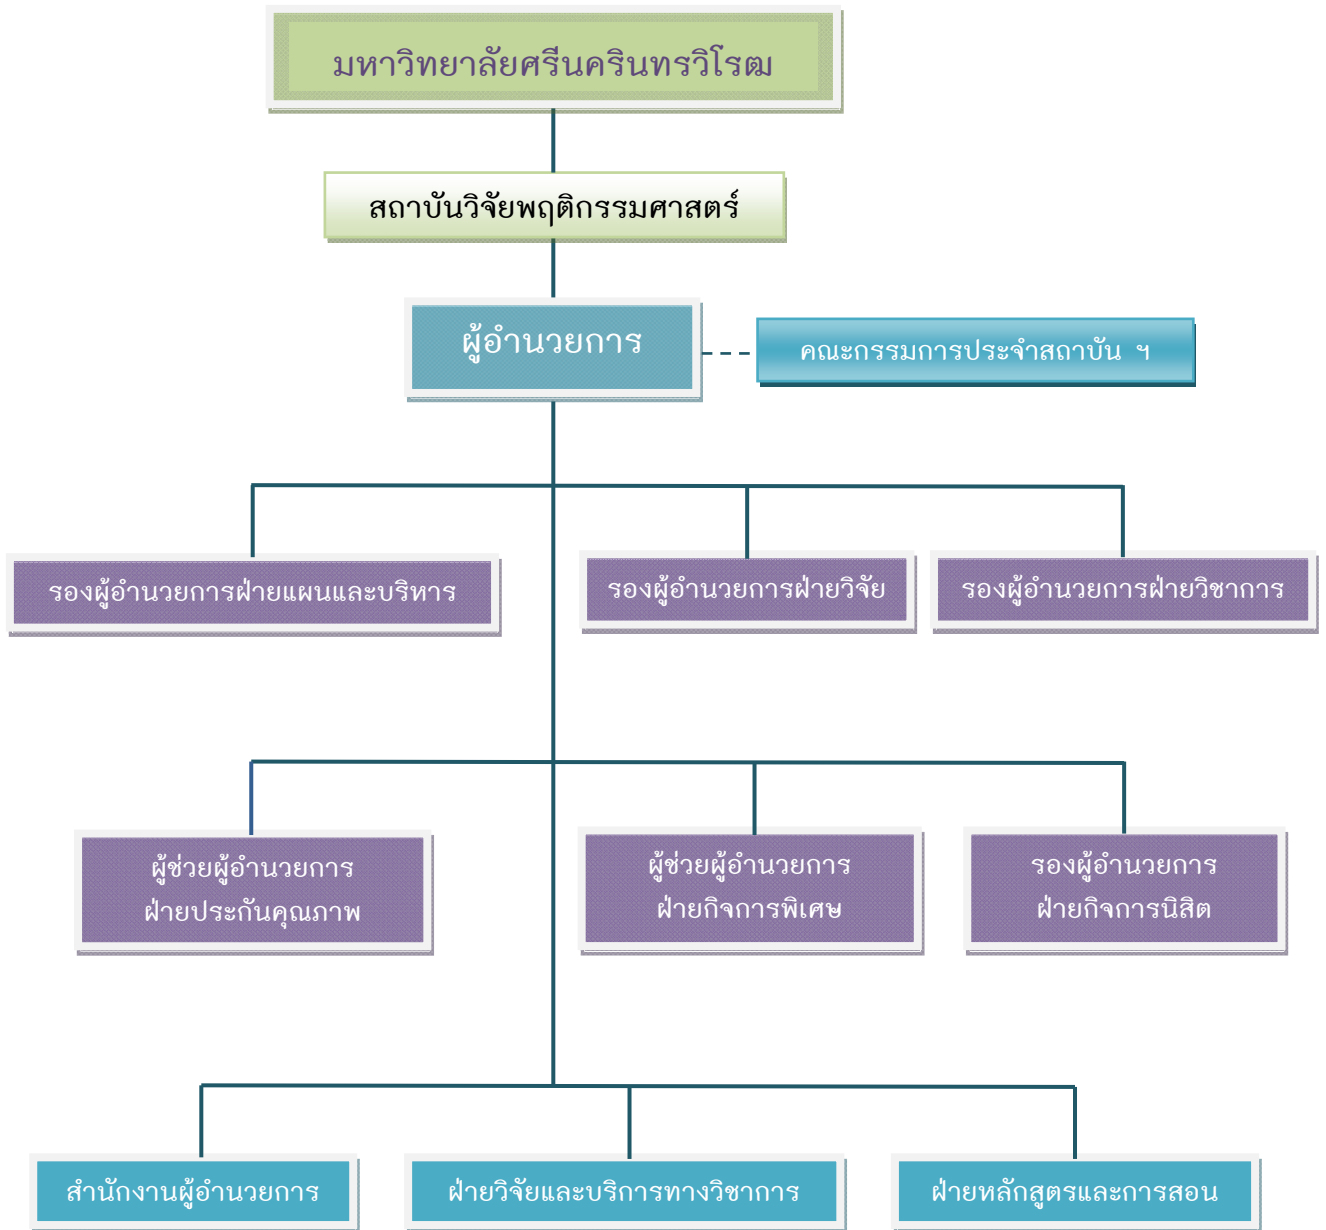 มหาวิทยาลัยศรีนครินทรวิโรฒ
สถาบันวิจัยพฤติกรรมศาสตร์
ผู้อำนวยการ
คณะกรรมการประจำสถาบัน ฯ
รองผู้อำนวยการฝ่ายแผนและบริหาร
รองผู้อำนวยการฝ่ายวิจัย
รองผู้อำนวยการฝ่ายวิชาการ
ผู้ช่วยผู้อำนวยการ
ฝ่ายประกันคุณภาพ
ผู้ช่วยผู้อำนวยการ
ฝ่ายกิจการพิเศษ
รองผู้อำนวยการ
ฝ่ายกิจการนิสิต
สำนักงานผู้อำนวยการ
ฝ่ายวิจัยและบริการทางวิชาการ
ฝ่ายหลักสูตรและการสอน